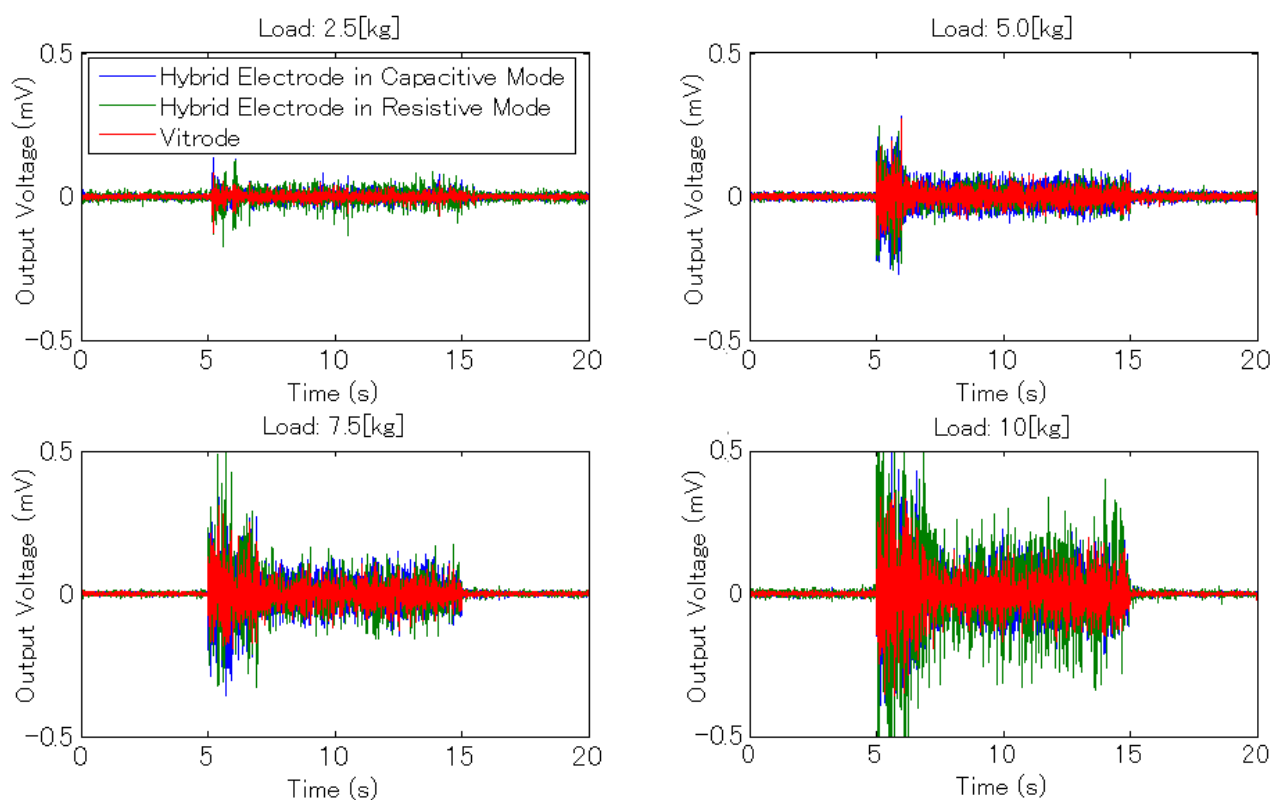 Load: 2.5[kg]
0.5
Hybrid Electrode in Capacitive Mode
Hybrid Electrode in Resistive Mode
Vitrode
0
-0.5
0 5 10 15 20
Output Voltage (mV)
Time (s)
Load: 5.0[kg]
0.5
0
-0.5
0 5 10 15 20
Output Voltage (mV)
Time (s)
Load: 7.5[kg]
0.5
0
-0.5
0 5 10 15 20
Output Voltage (mV)
Time (s)
Load: 10[kg]
0.5
0
-0.5
0 5 10 15 20
Output Voltage (mV)
Time (s)